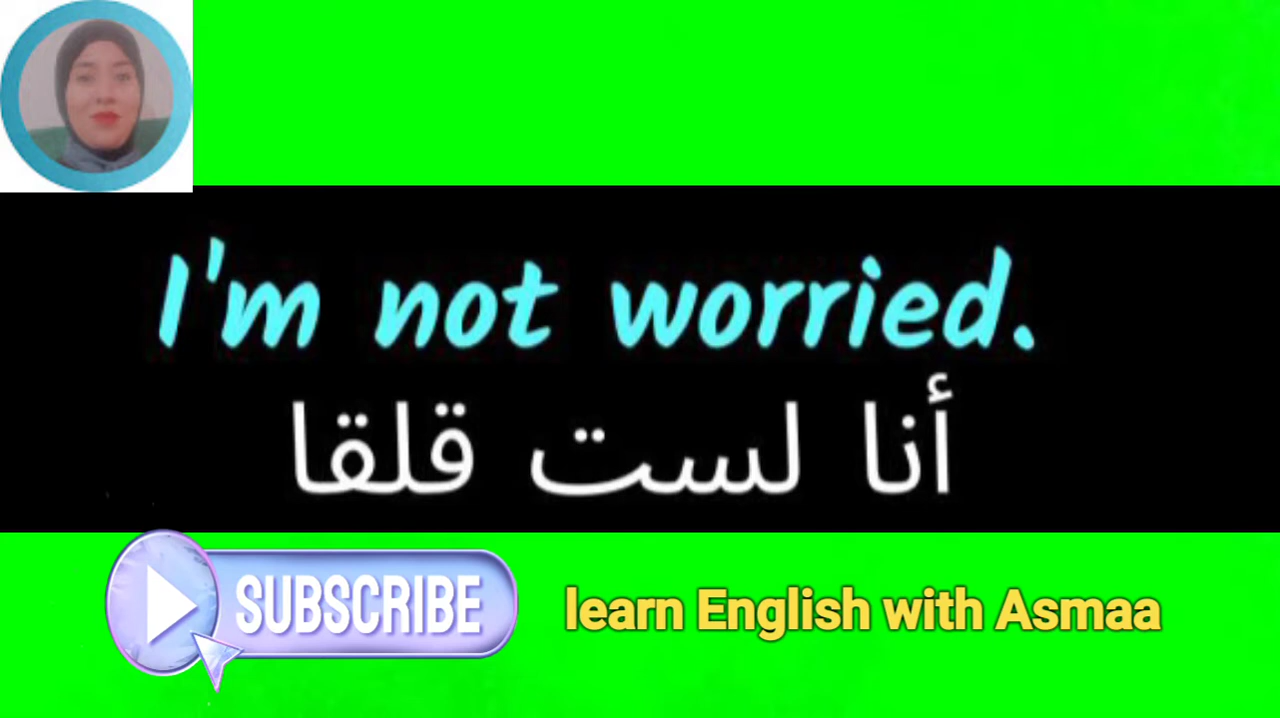 I'm not worried.
أنا لست قلقا
SUBSCRIBE
learn English with Asmaa